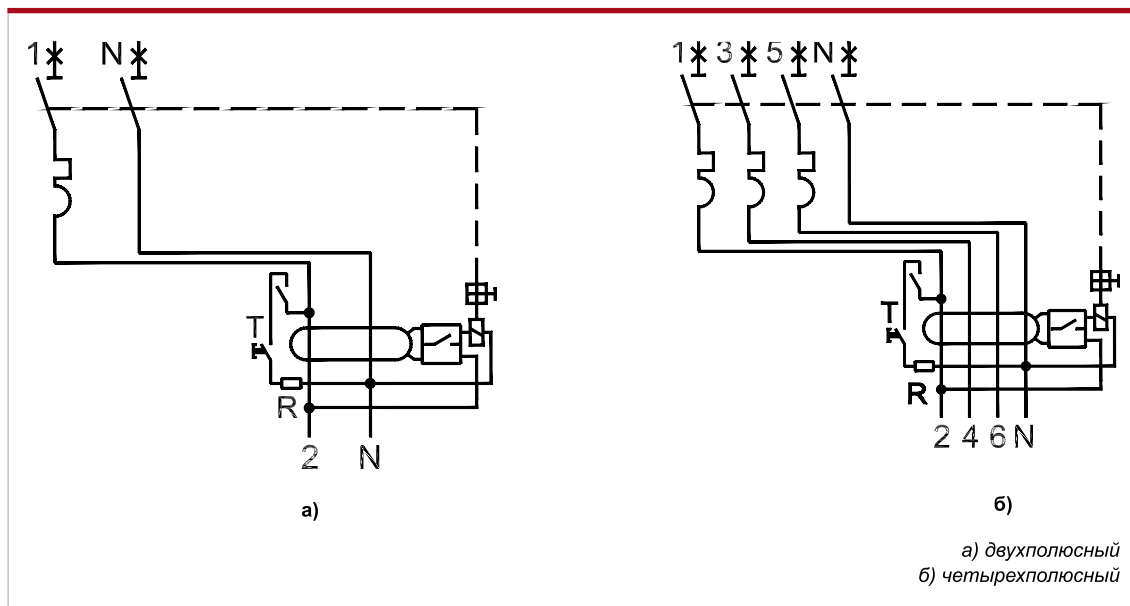 1 N
T
R
2 N
а)
1 3 5 N
T
R
2 4 6 N
б)
а) двухполюсный
б) четырехполюсный